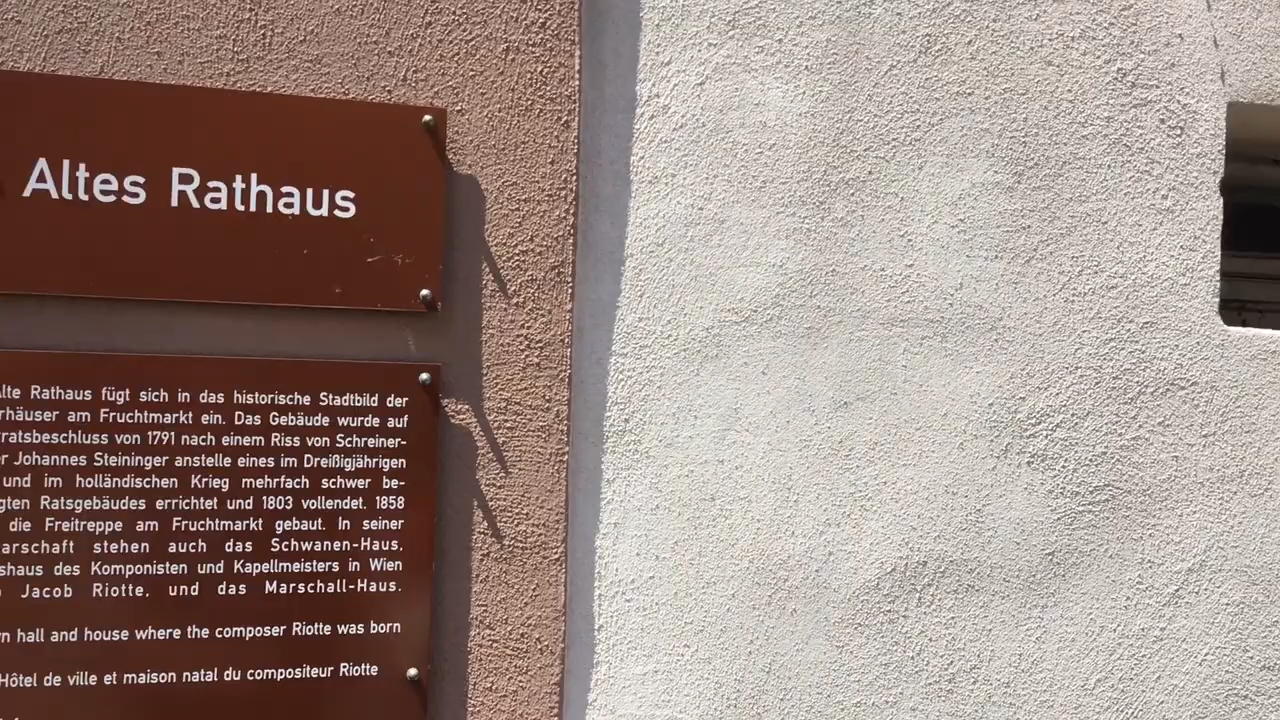 Altes Rathaus
Alte Rathaus fügt sich in das historische Stadtbild der
rhäuser am Fruchtmarkt ein. Das Gebäude wurde auf
ratsbeschluss von 1791 nach einem Riss von Schreiner-
r Johannes Steininger anstelle eines im Dreißigjährigen
und im holländischen Krieg mehrfach schwer be-
gten Ratsgebäudes errichtet und 1803 vollendet. 1858
die Freitreppe am Fruchtmarkt gebaut. In seiner
arschaft stehen auch das Schwanen-Haus,
shaus des Komponisten und Kapellmeisters in Wien
Jacob Riotte, und das Marschall-Haus.
n hall and house where the composer Riotte was born
Hôtel de ville et maison natal du compositeur Riotte